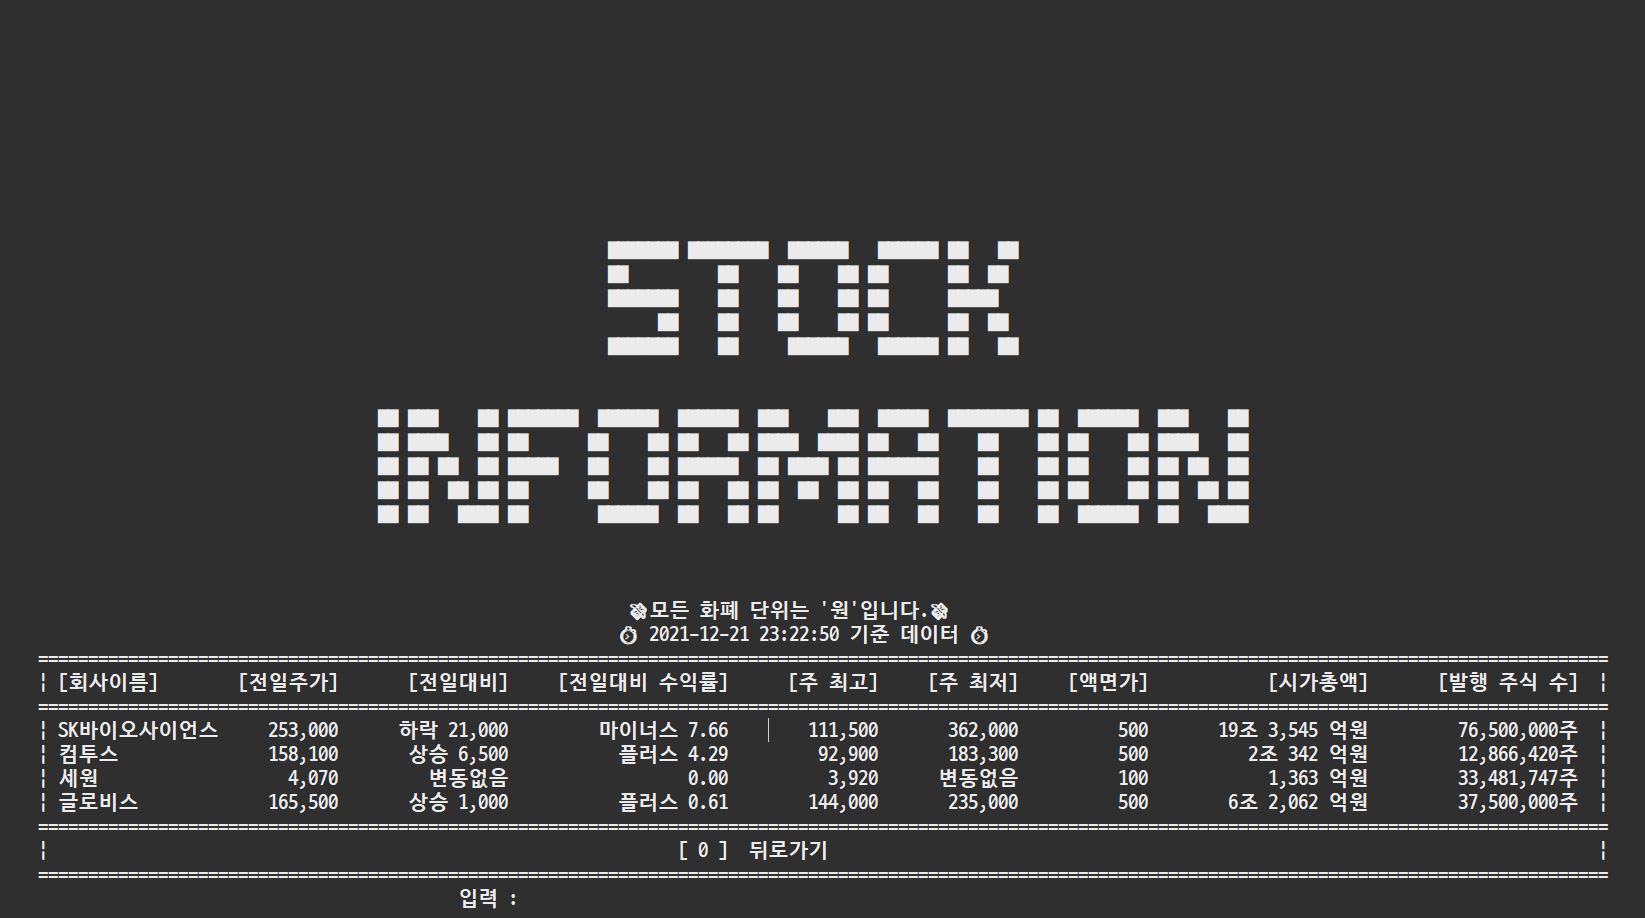 STOCK
INFORMATION
모든 화폐 단위는 '원'입니다.
2021-12-21 23:22:50 기준 데이터
[회사이름] [전일주가] [전일대비] [전일대비 수익률] [주 최고] [주 최저] [액면가] [시가총액] [발행 주식 수]
SK바이오사이언스 253,000 하락 21,000 마이너스 7.66 111,500 362,000 500 19조 3,545 억원 76,500,000주
컴투스 158,100 상승 6,500 플러스 4.29 92,900 183,300 500 2조 342 억원 12,866,420주
세원 4,070 변동없음 0.00 3,920 변동없음 100 1,363 억원 33,481,747주
글로비스 165,500 상승 1,000 플러스 0.61 144,000 235,000 500 6조 2,062 억원 37,500,000주
[ 0 ] 뒤로가기
입력 :